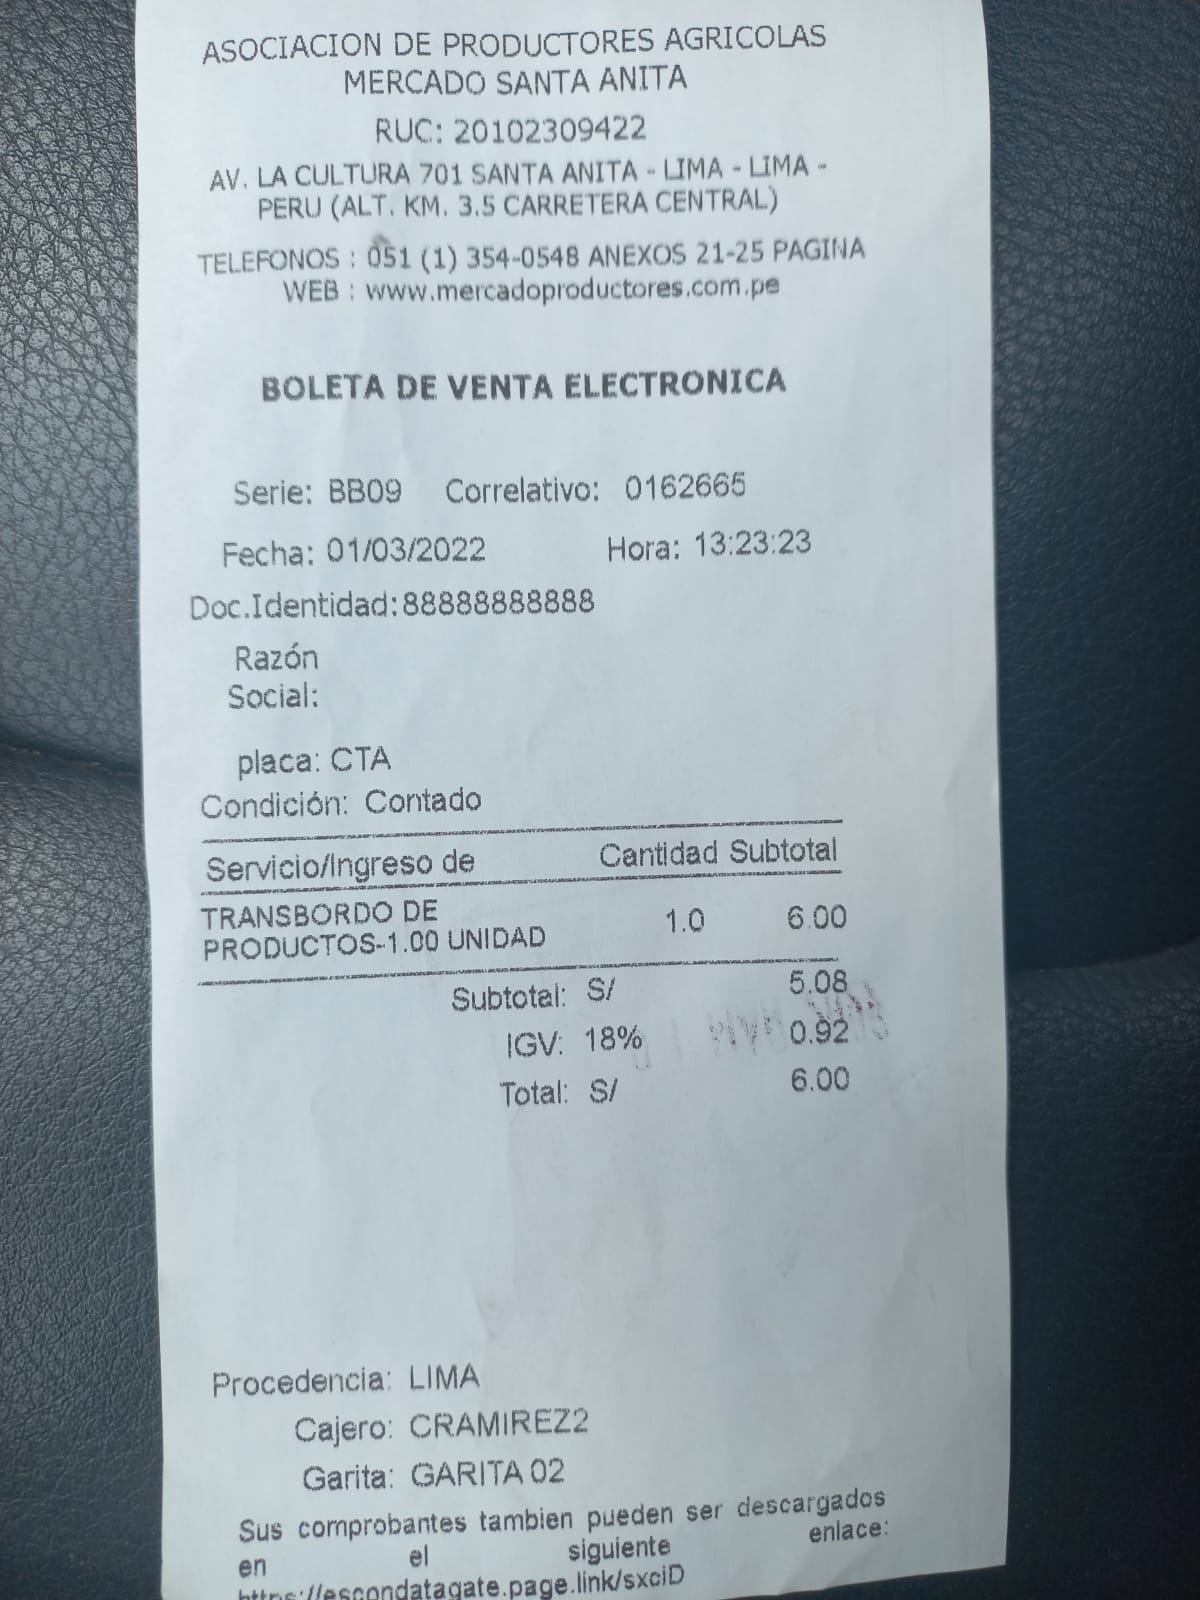 ASOCIACION DE PRODUCTORES AGRICOLAS
MERCADO SANTA ANITA
RUC: 20102309422
AV. LA CULTURA 701 SANTA ANITA - LIMA - LIMA -
PERU (ALT. KM. 3.5 CARRETERA CENTRAL)
TELEFONOS : 051 (1) 354-0548 ANEXOS 21-25 PAGINA
WEB : www.mercadoproductores.com.pe
BOLETA DE VENTA ELECTRONICA
Serie: BB09 Correlativo: 0162665
Fecha: 01/03/2022 Hora: 13:23:23
Doc.Identidad:88888888888
Razón
Social:
placa: CTA
Condición: Contado
Servicio/Ingreso de Cantidad Subtotal
TRANSBORDO DE
PRODUCTOS-1.00 UNIDAD 1.0 6.00
Subtotal: S/ 5.08
IGV: 18% 0.92
Total: S/ 6.00
Procedencia: LIMA
Cajero: CRAMIREZ2
Garita: GARITA 02
Sus comprobantes tambien pueden ser descargados
en el siguiente enlace:
https://escondatagate.page.link/sxciD